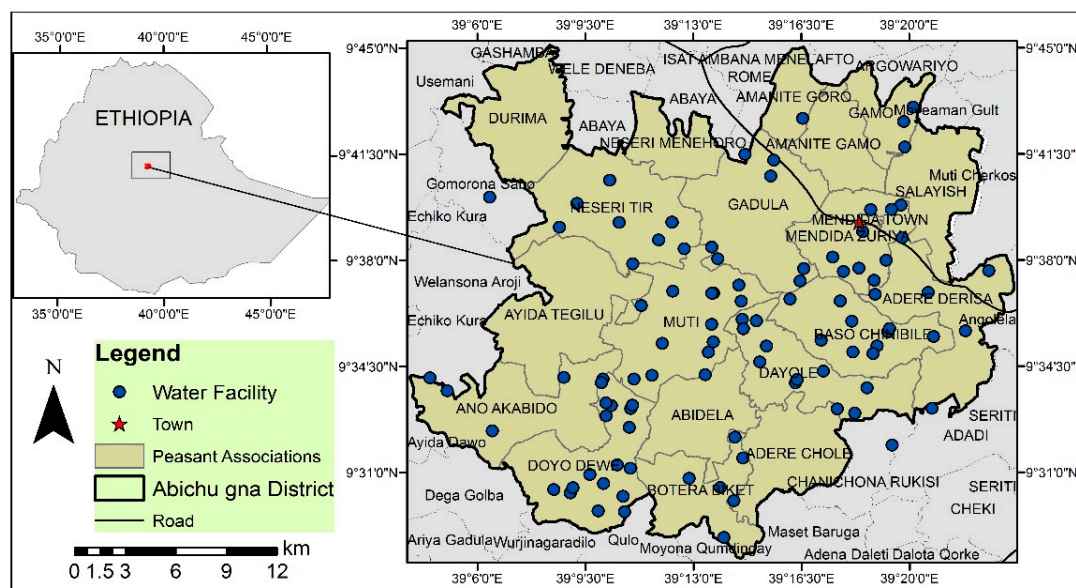 35°0'0"E 40°0'0"E 45°0'0"E
ETHIOPIA
35°0'0"E 40°0'0"E 45°0'0"E
N
Legend
Water Facility
Town
Peasant Associations
Abichu gna District
Road
km
0 1.5 3 6 9 12
39°6'0"E 39°9'30"E 39°13'0"E 39°16'30"E 39°20'0"E
9°45'0"N 9°45'0"N
9°41'30"N 9°41'30"N
9°38'0"N 9°38'0"N
9°34'30"N 9°34'30"N
9°31'0"N 9°31'0"N
GASHAMBA
WELE DENEBA
ISAT AMBANA MENELAFTO
ROME
ARGOWARIYO
Usemani
ABAYA
AMANITE GORO
GAMO
Moyeaman Gult
DURIMA
ABAYA
NESERI MENEHORO
AMANITE GAMO
Muti Cherkos
Gomorona Sabo
SALAYISH
NESERI TIR
GADULA
Echiko Kura
MENDIDA TOWN
MENDIDA ZURIYA
Welansona Aroji
ADERE DERISA
AYIDA TEGILU
MUTI
Angolela
Echiko Kura
BASO CHINIBILE
DAYOLE
ANO AKABIDO
ABIDELA
SERITI
ADADI
Ayida Dawo
DOYO DEWE
ADERE CHOLE
CHANICHONA RUKISI
BOTERA BIKET
SERITI
CHEKI
Dega Golba
Maset Baruga
Ariya Gadula
Wurjinagaradilo
Qulo
Moyona Qumdinday
Adena Daleti
Dalota Qorke
39°6'0"E 39°9'30"E 39°13'0"E 39°16'30"E 39°20'0"E